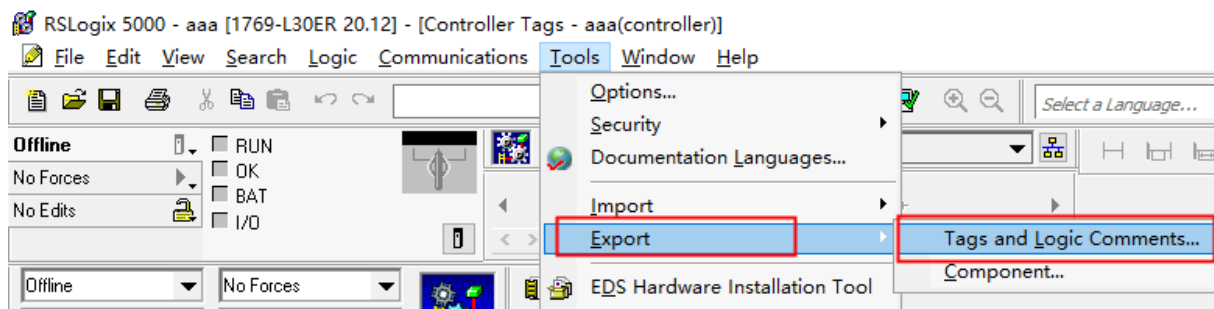 RSLogix 5000 - aaa [1769-L30ER 20.12] - [Controller Tags - aaa(controller)]
File Edit View Search Logic Communications Tools Window Help
Options...
Select a Language...
Security
Offline
RUN
Documentation Languages...
No Forces
OK
BAT
Import
No Edits
I/O
Export
Tags and Logic Comments...
Component...
Offline
No Forces
EDS Hardware Installation Tool